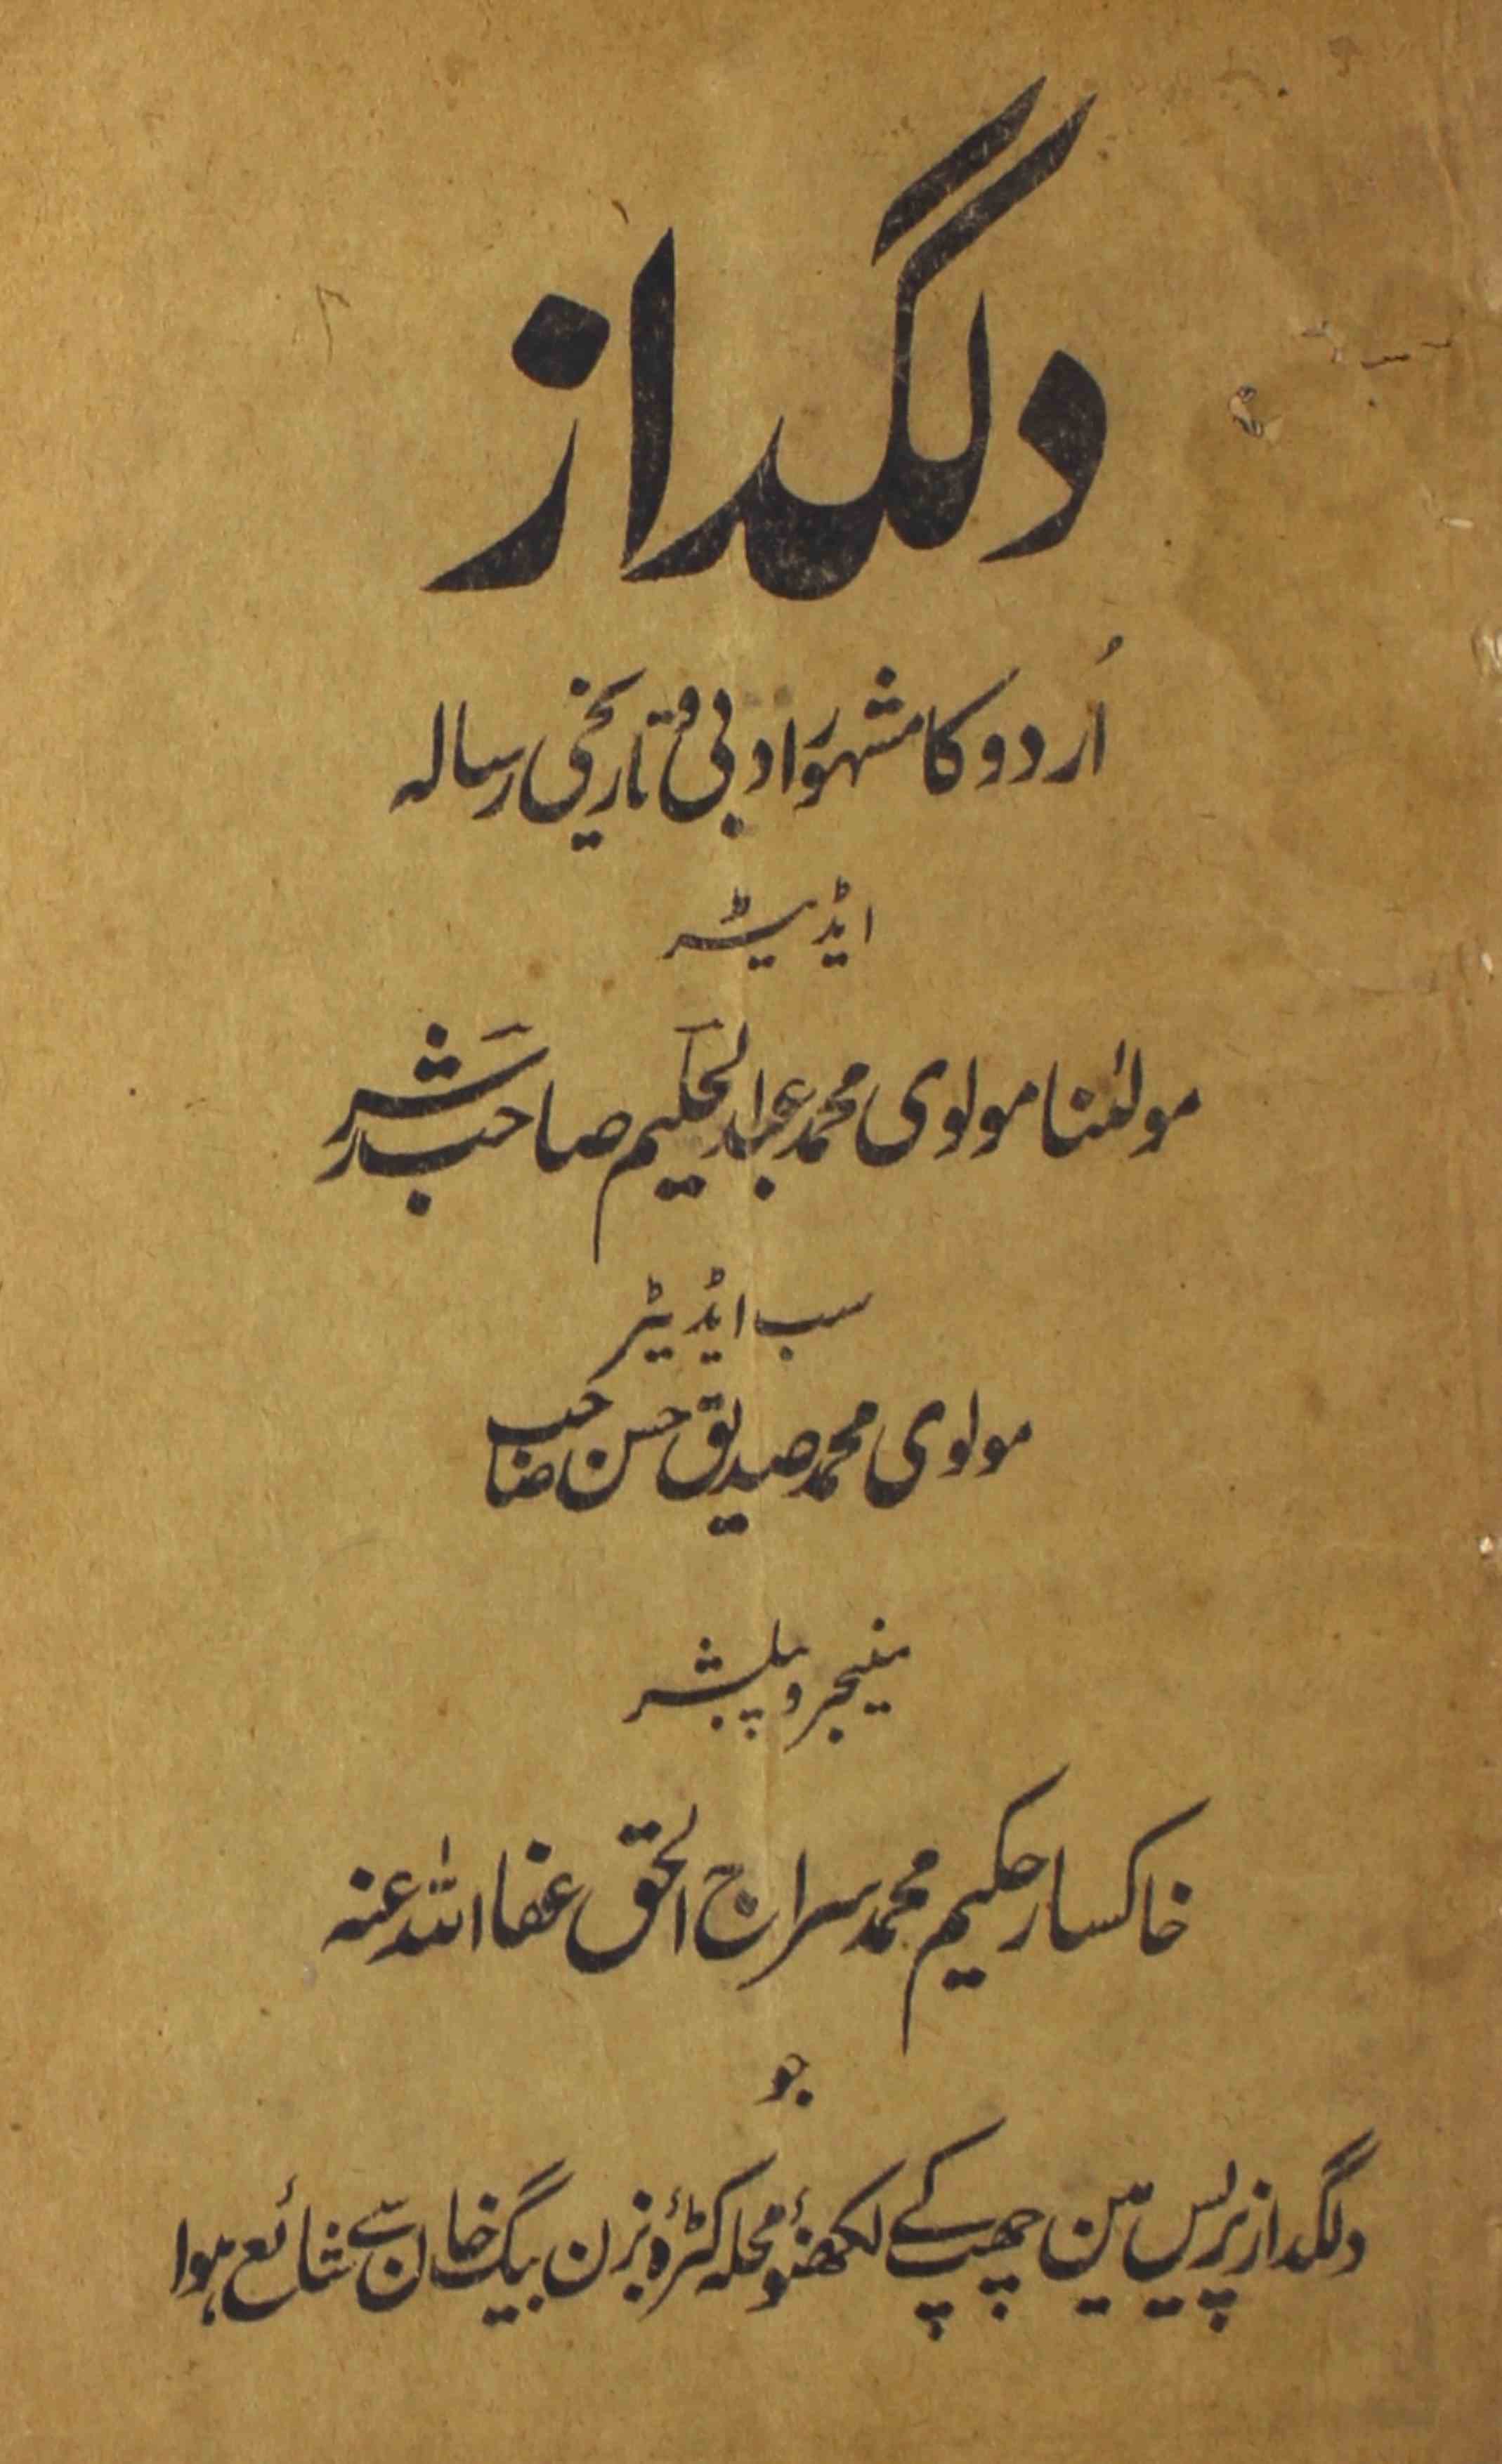 دلگداز
اُردو کا مشہور ادبی و تاریخی رسالہ
ایڈیٹر
مولٰنا مولوی محمد عبدالحکیم صاحب شرر
سب ایڈیٹر
مولوی محمد صدیق حسن صاحب
منیجر و پبلشر
خاکسار حکیم محمد سراج الحق عفا اللہ عنہ
جو
دلگداز پریس مین چھپ کے لکھنؤ محلہ کٹرۂ بزن بیگ خان سے شائع ہوا